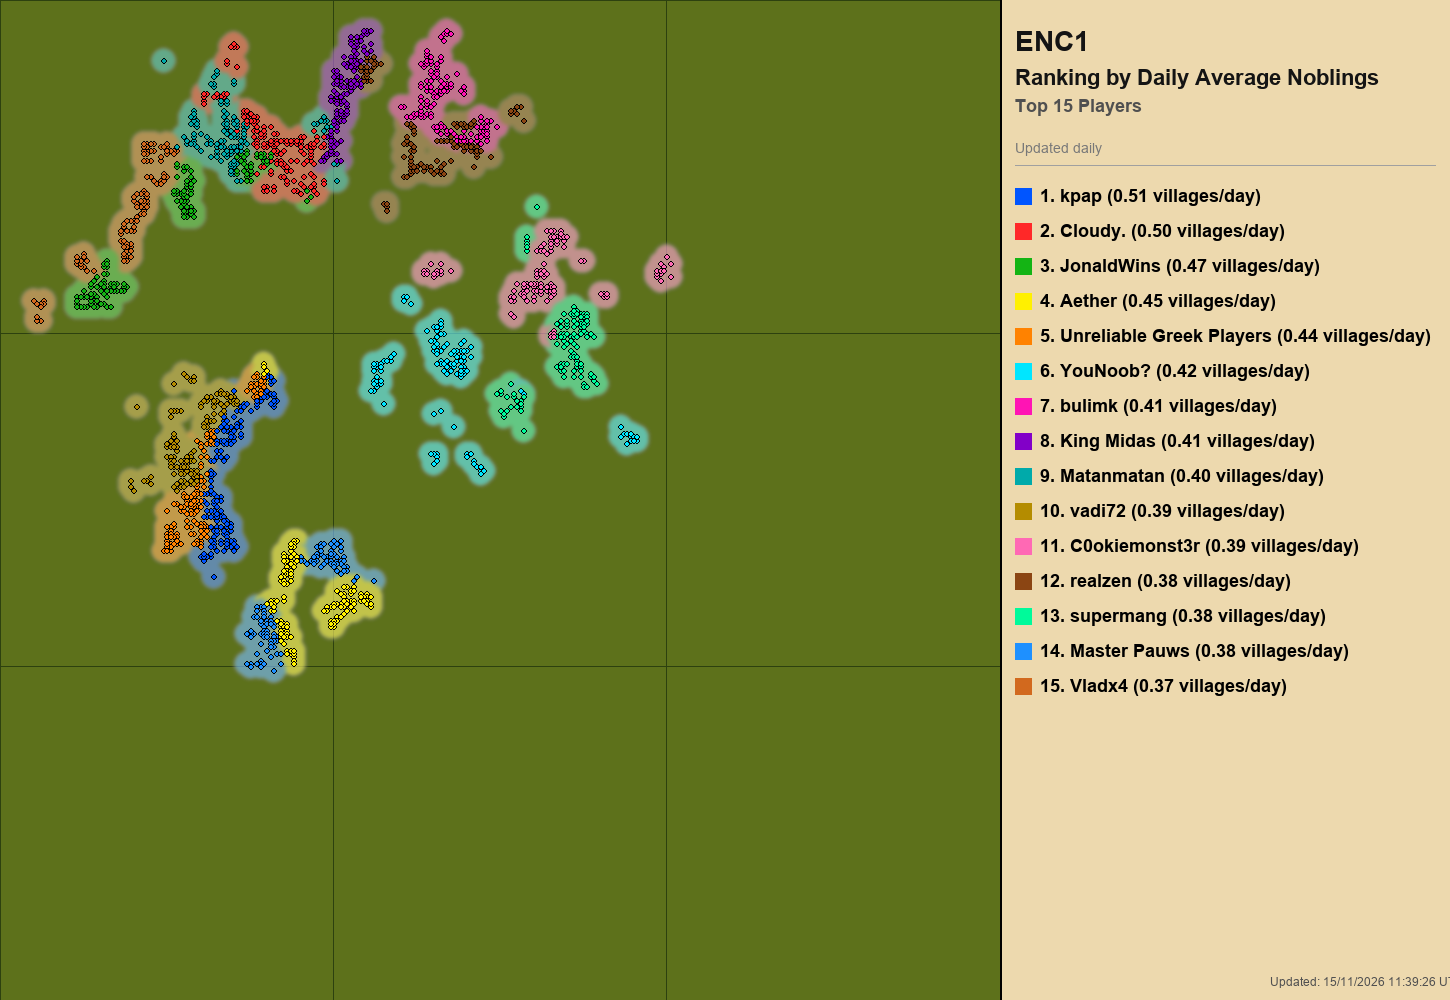 ENC1
Ranking by Daily Average Noblings
Top 15 Players
Updated daily
1. kpap (0.51 villages/day)
2. Cloudy. (0.50 villages/day)
3. JonaldWins (0.47 villages/day)
4. Aether (0.45 villages/day)
5. Unreliable Greek Players (0.44 villages/day)
6. YouNoob? (0.42 villages/day)
7. bulimk (0.41 villages/day)
8. King Midas (0.41 villages/day)
9. Matanmatan (0.40 villages/day)
10. vadi72 (0.39 villages/day)
11. C0okiemonst3r (0.39 villages/day)
12. realzen (0.38 villages/day)
13. supermang (0.38 villages/day)
14. Master Pauws (0.38 villages/day)
15. Vladx4 (0.37 villages/day)
Updated: 15/11/2026 11:39:26